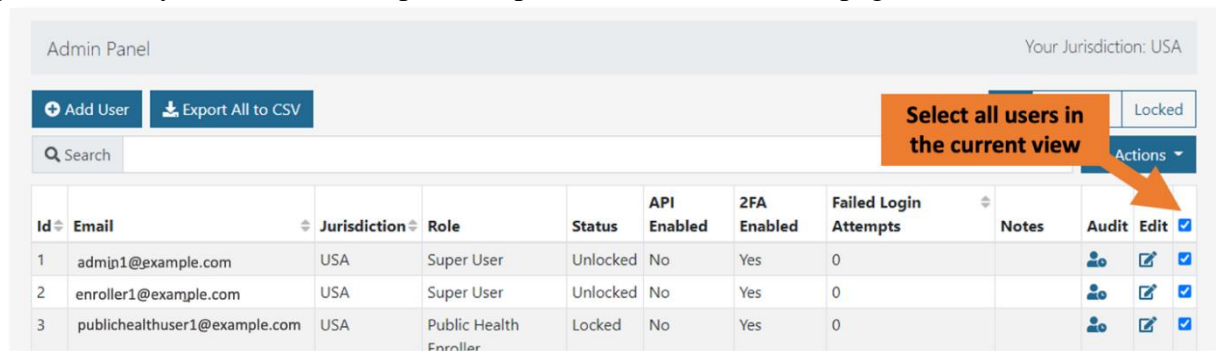 Admin Panel
Your Jurisdiction: USA
Add User
Export All to CSV
Locked
Select all users in
the current view
Search
Actions
Id Email Jurisdiction Role Status API Enabled 2FA Enabled Failed Login Attempts Notes Audit Edit
1 admin1@example.com USA Super User Unlocked No Yes 0
2 enroller1@example.com USA Super User Unlocked No Yes 0
3 publichealthuser1@example.com USA Public Health Locked No Yes 0
Enroller